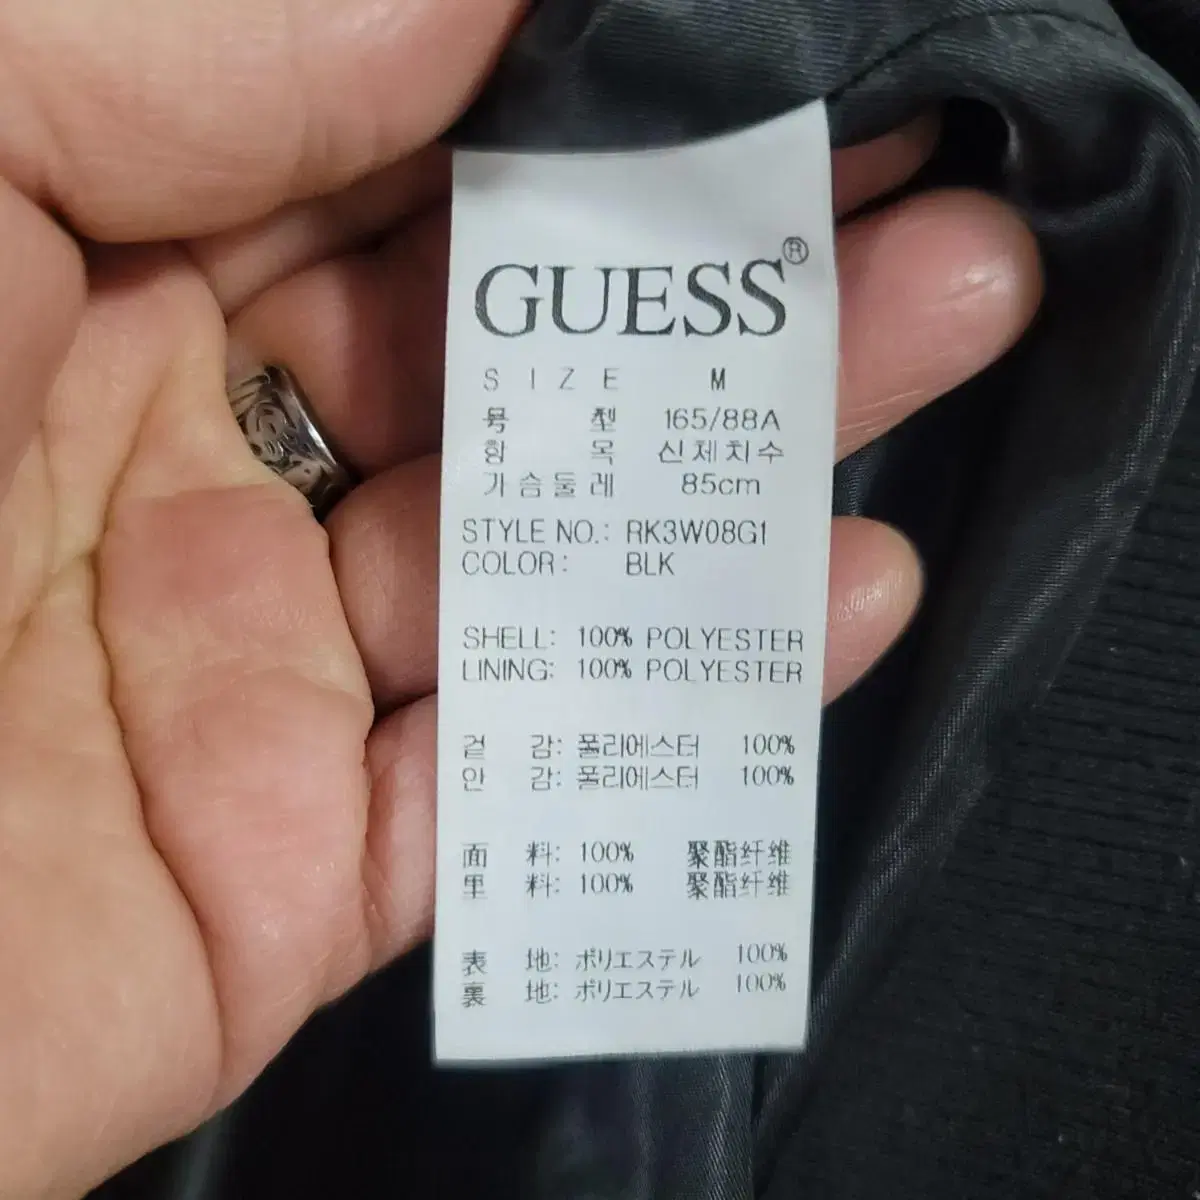 GUESS®
SIZE M
号型 165/88A
항목 신체치수
가슴둘레 85cm
STYLE NO.: RK3W08G1
COLOR: BLK
SHELL: 100% POLYESTER
LINING: 100% POLYESTER
겉감: 폴리에스터 100%
안감: 폴리에스터 100%
面料: 100% 聚酯纤维
里料: 100% 聚酯纤维
表地: ポリエステル 100%
裏地: ポリエステル 100%